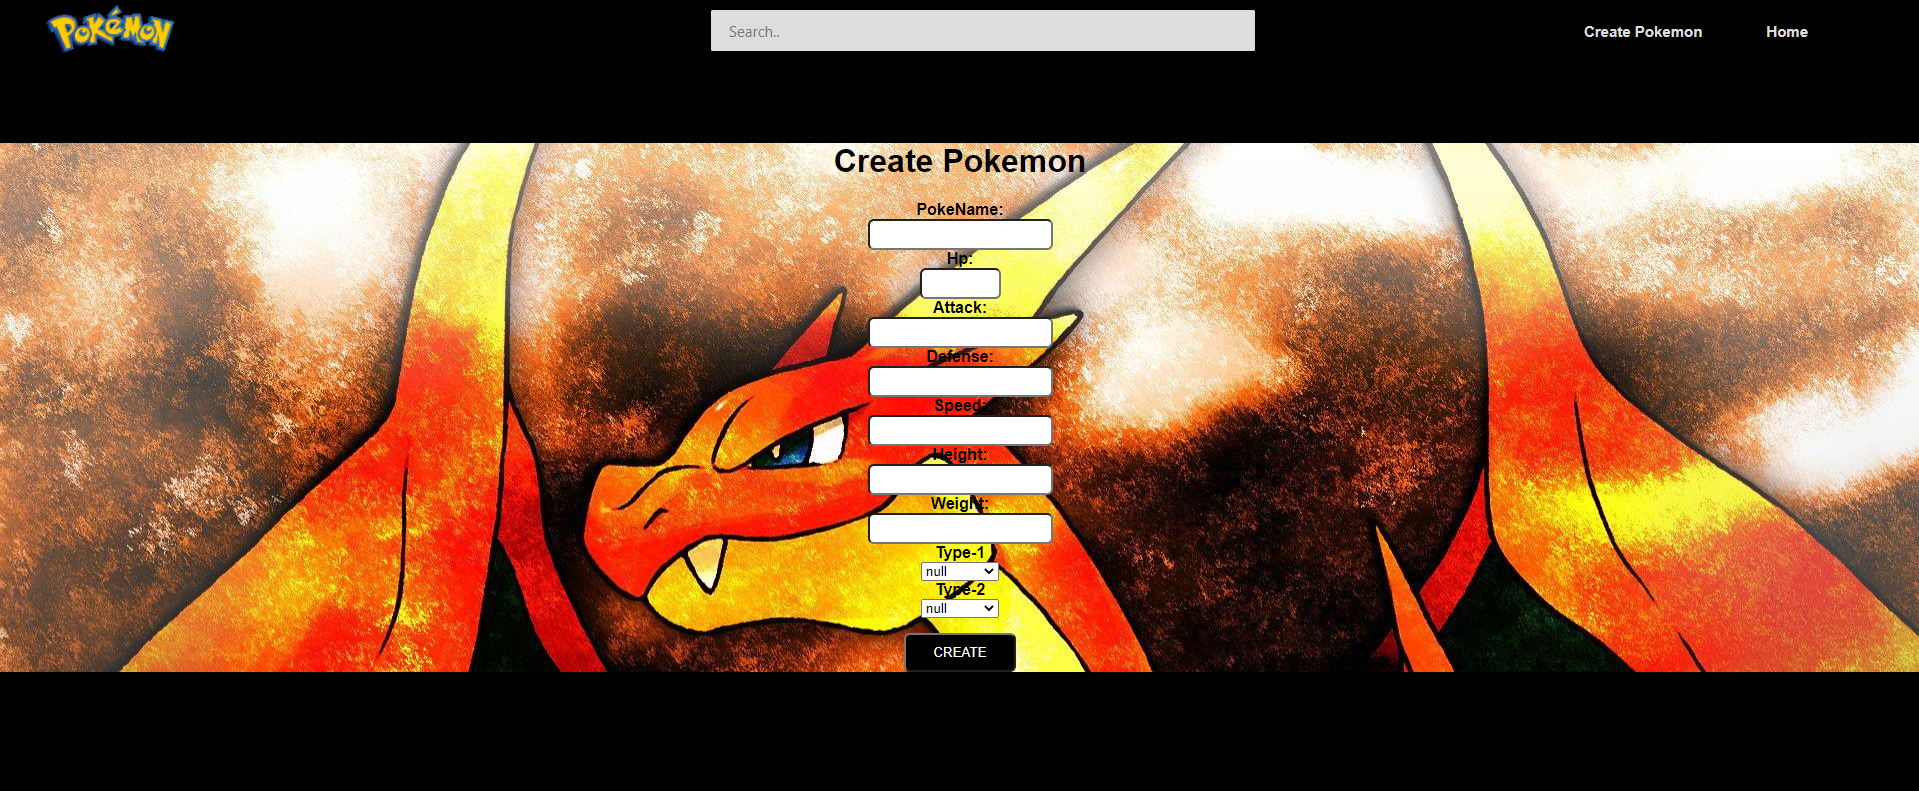 Pokémon
Search..
Create Pokemon
Home
Create Pokemon
PokeName:
Hp:
Attack:
Defense:
Speed:
Height:
Weight:
Type-1
null
Type-2
null
CREATE